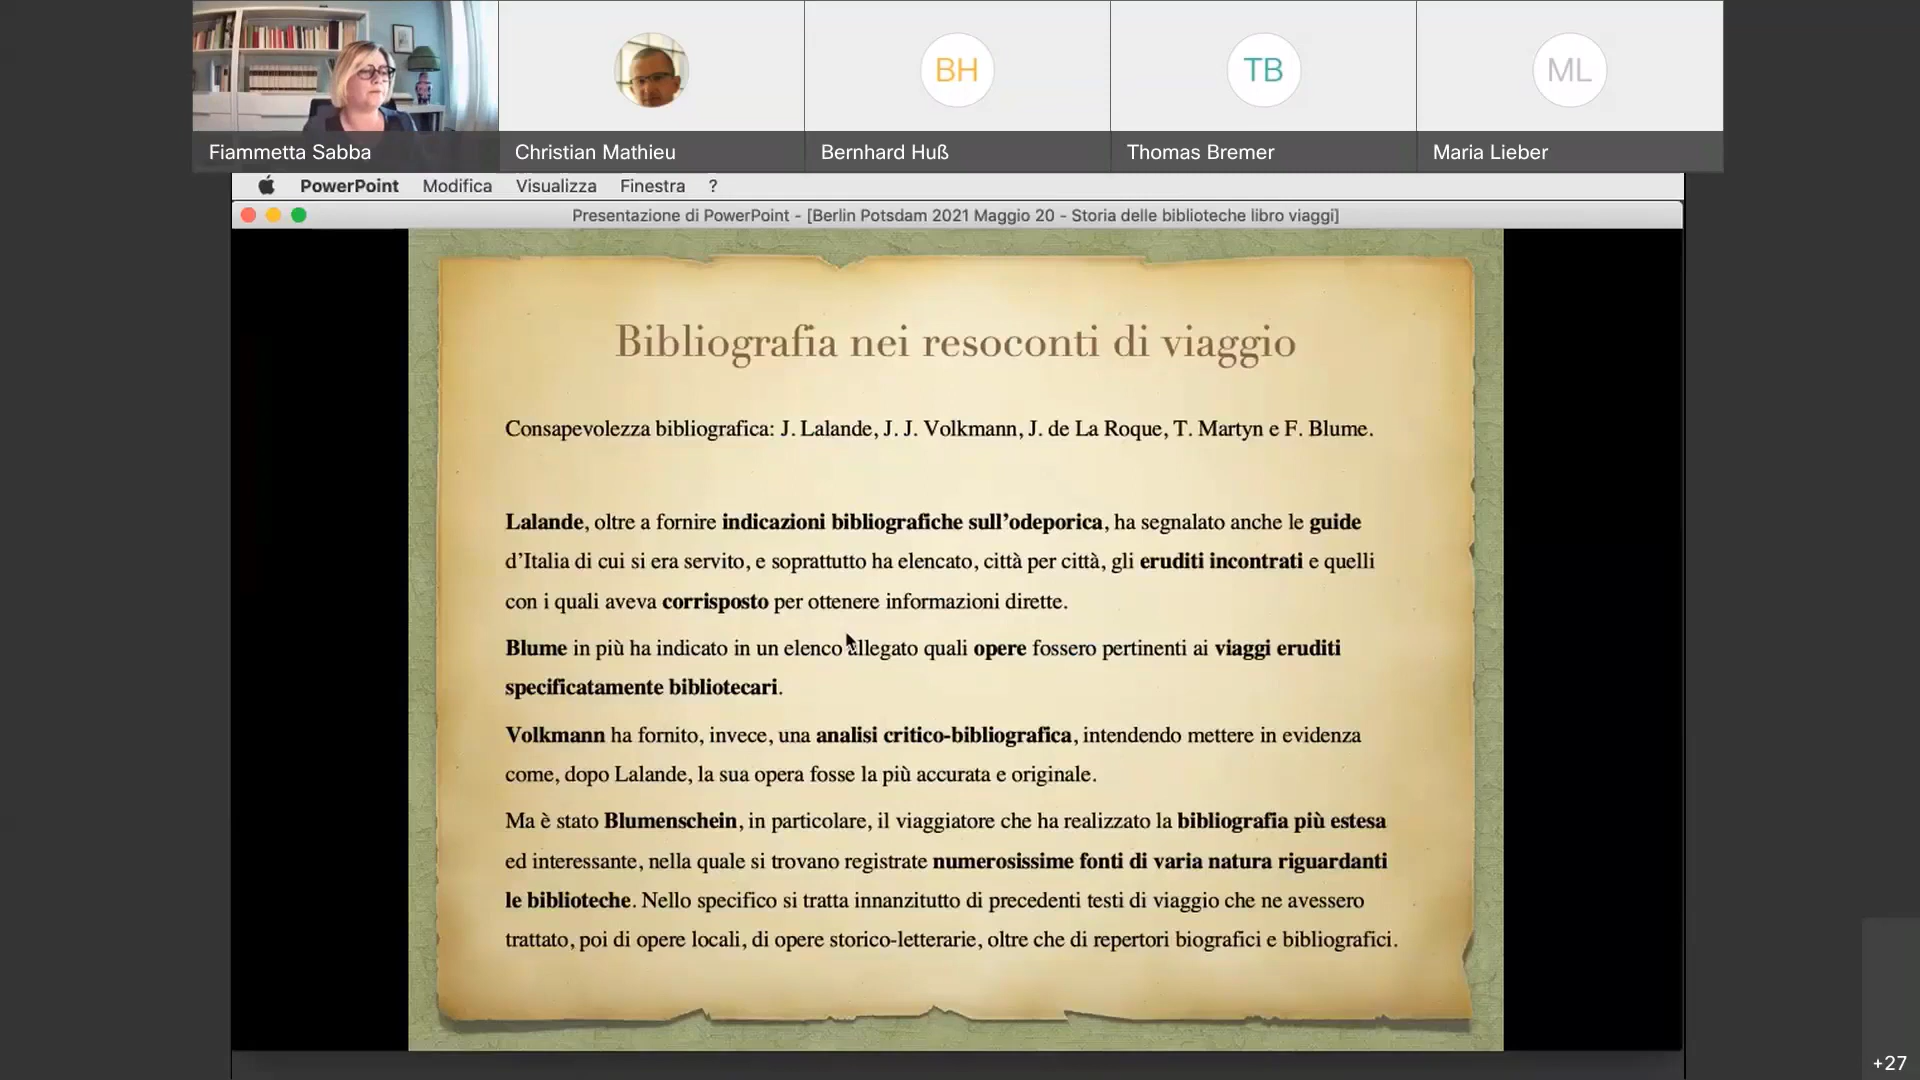 BH
TB
ML
Fiammetta Sabba
Christian Mathieu
Bernhard Huß
Thomas Bremer
Maria Lieber
PowerPoint Modifica Visualizza Finestra ?
Presentazione di PowerPoint - [Berlin Potsdam 2021 Maggio 20 - Storia delle biblioteche libro viaggi]
Bibliografia nei resoconti di viaggio
Consapevolezza bibliografica: J. Lalande, J. J. Volkmann, J. de La Roque, T. Martyn e F. Blume.
Lalande, oltre a fornire indicazioni bibliografiche sull’odeporica, ha segnalato anche le guide
d’Italia di cui si era servito, e soprattutto ha elencato, città per città, gli eruditi incontrati e quelli
con i quali aveva corrisposto per ottenere informazioni dirette.
Blume in più ha indicato in un elenco allegato quali opere fossero pertinenti ai viaggi eruditi
specificatamente bibliotecari.
Volkmann ha fornito, invece, una analisi critico-bibliografica, intendendo mettere in evidenza
come, dopo Lalande, la sua opera fosse la più accurata e originale.
Ma è stato Blumenschein, in particolare, il viaggiatore che ha realizzato la bibliografia più estesa
ed interessante, nella quale si trovano registrate numerosissime fonti di varia natura riguardanti
le biblioteche. Nello specifico si tratta innanzitutto di precedenti testi di viaggio che ne avessero
trattato, poi di opere locali, di opere storico-letterarie, oltre che di repertori biografici e bibliografici.
+27